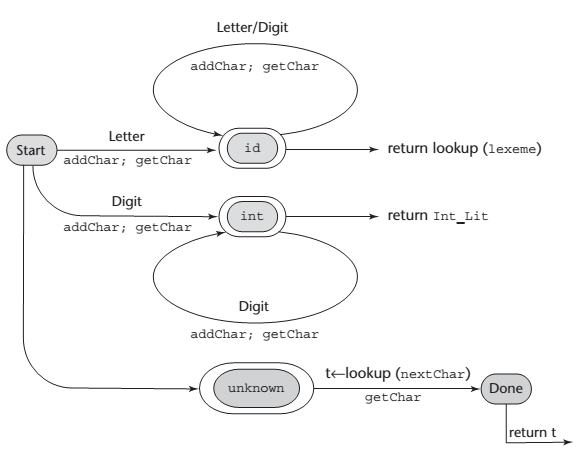 Letter/Digit
addChar; getChar
Start
Letter
addChar; getChar
id
return lookup (lexeme)
Digit
addChar; getChar
int
return Int_Lit
Digit
addChar; getChar
unknown
t←lookup (nextChar)
getChar
Done
return t